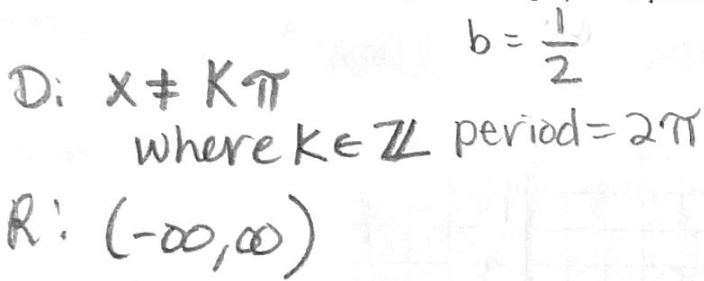 b = 1/2
D: x ≠ Kπ
where K ∈ ℤ period = 2π
R: (-∞, ∞)